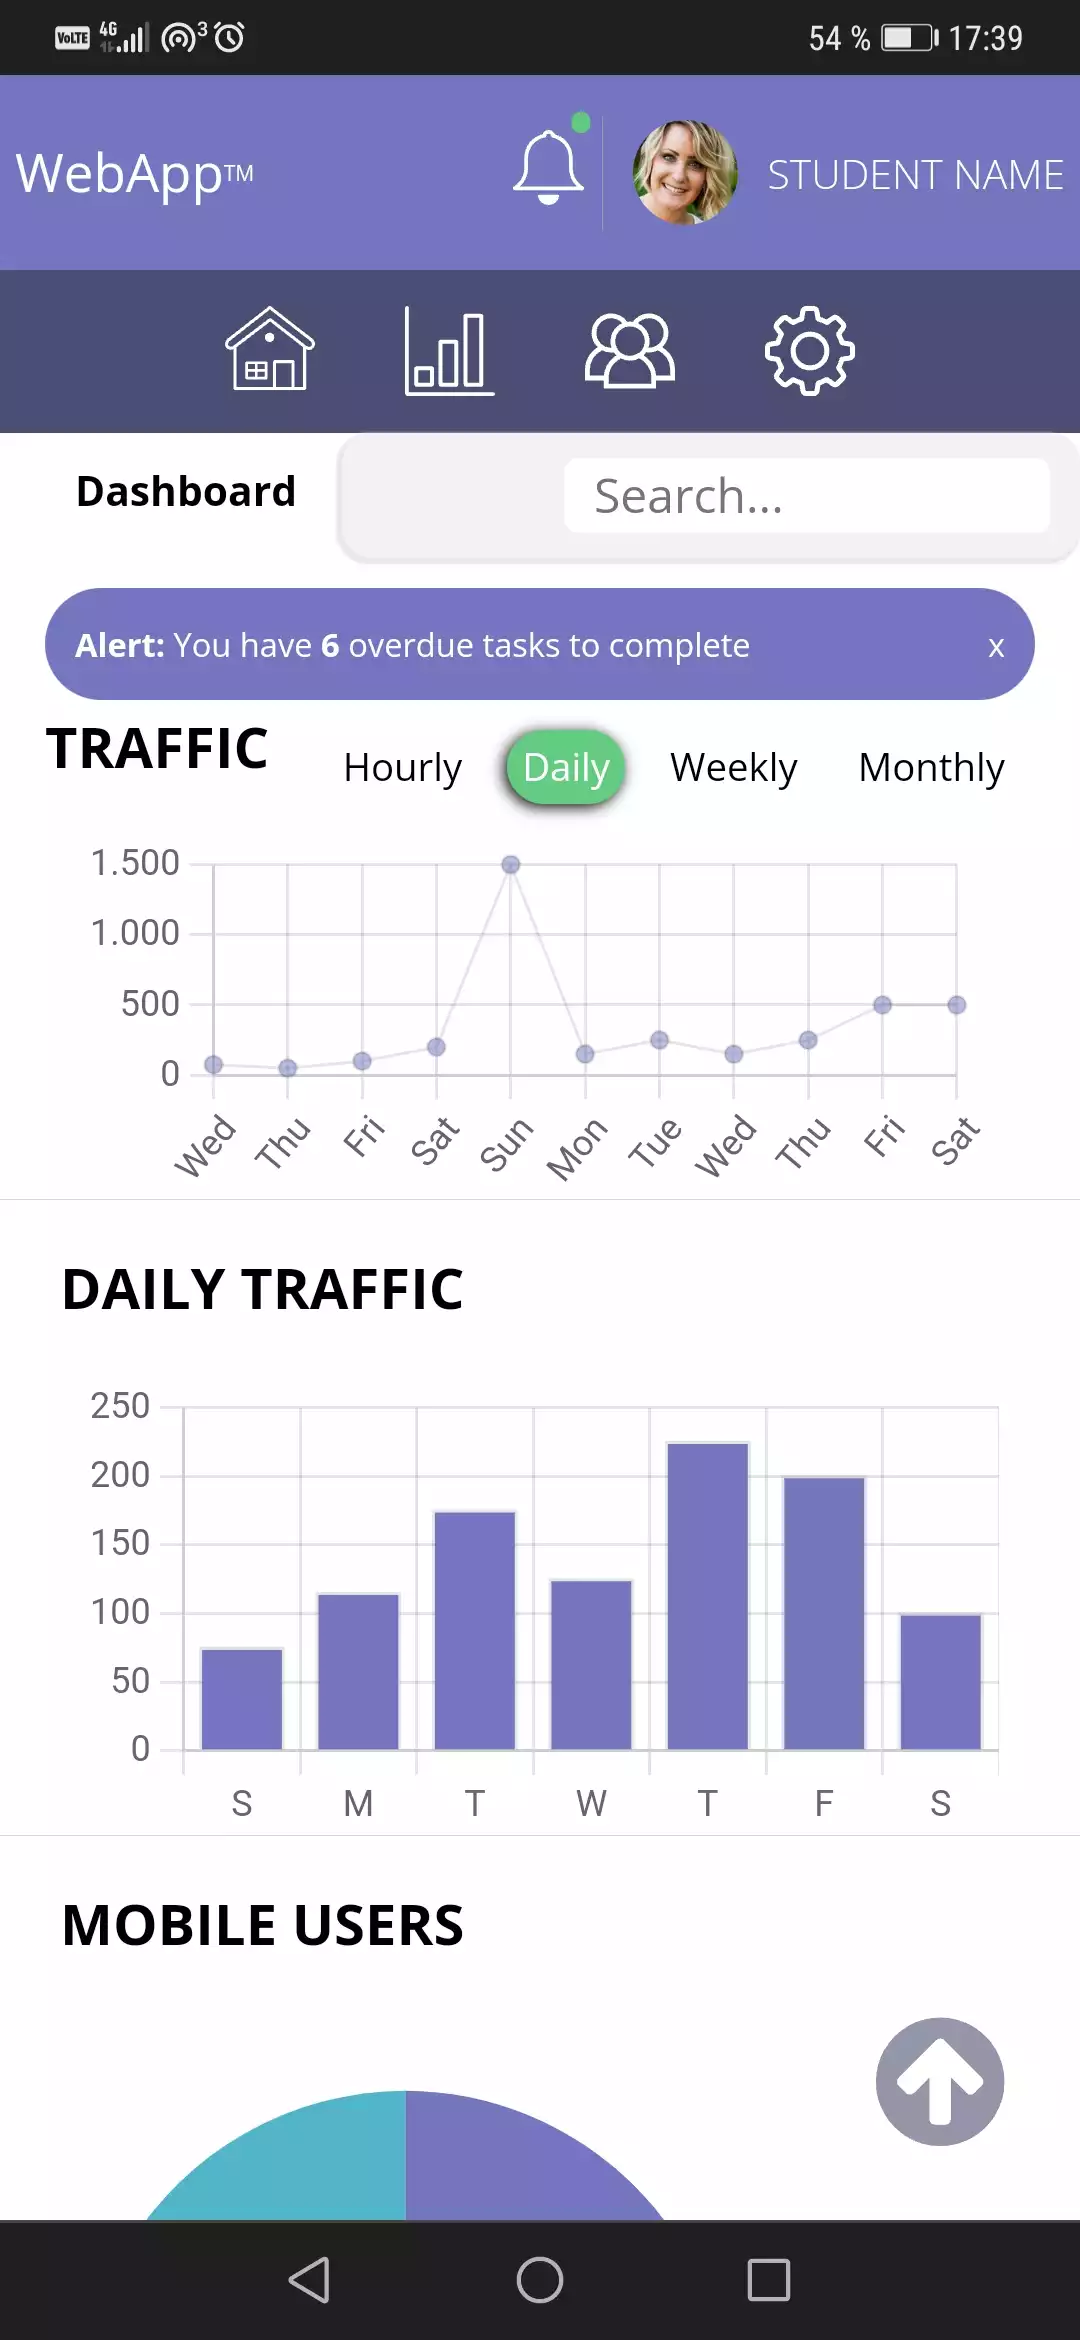 VoLTE 4G 3 54 % 17:39
WebApp™ STUDENT NAME
Dashboard Search...
Alert: You have 6 overdue tasks to complete x
TRAFFIC Hourly Daily Weekly Monthly
1.500
1.000
500
0
Wed Thu Fri Sat Sun Mon Tue Wed Thu Fri Sat
DAILY TRAFFIC
250
200
150
100
50
0
S M T W T F S
MOBILE USERS